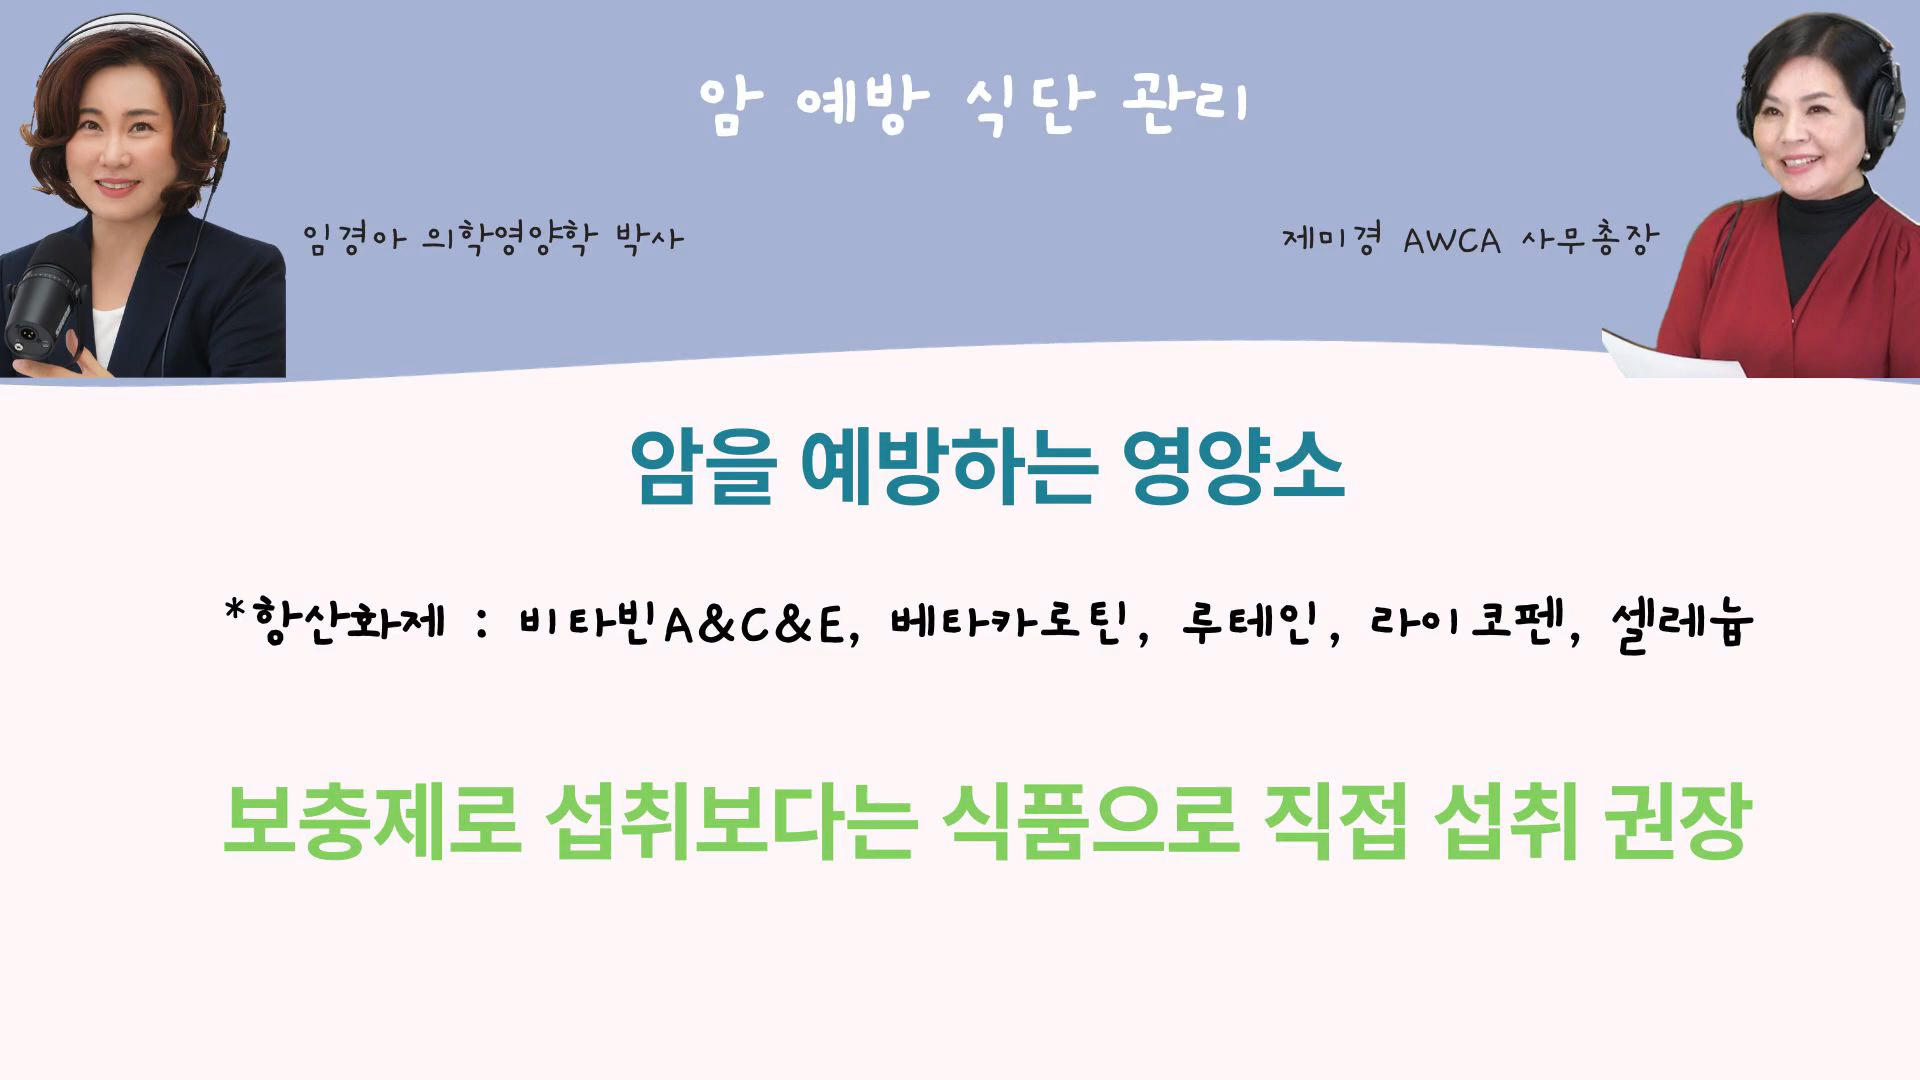 암 예방 식단 관리
임경아 의학영양학 박사
제미경 AWCA 사무총장
암을 예방하는 영양소
*항산화제 : 비타빈A&C&E, 베타카로틴, 루테인, 라이코펜, 셀레늄
보충제로 섭취보다는 식품으로 직접 섭취 권장